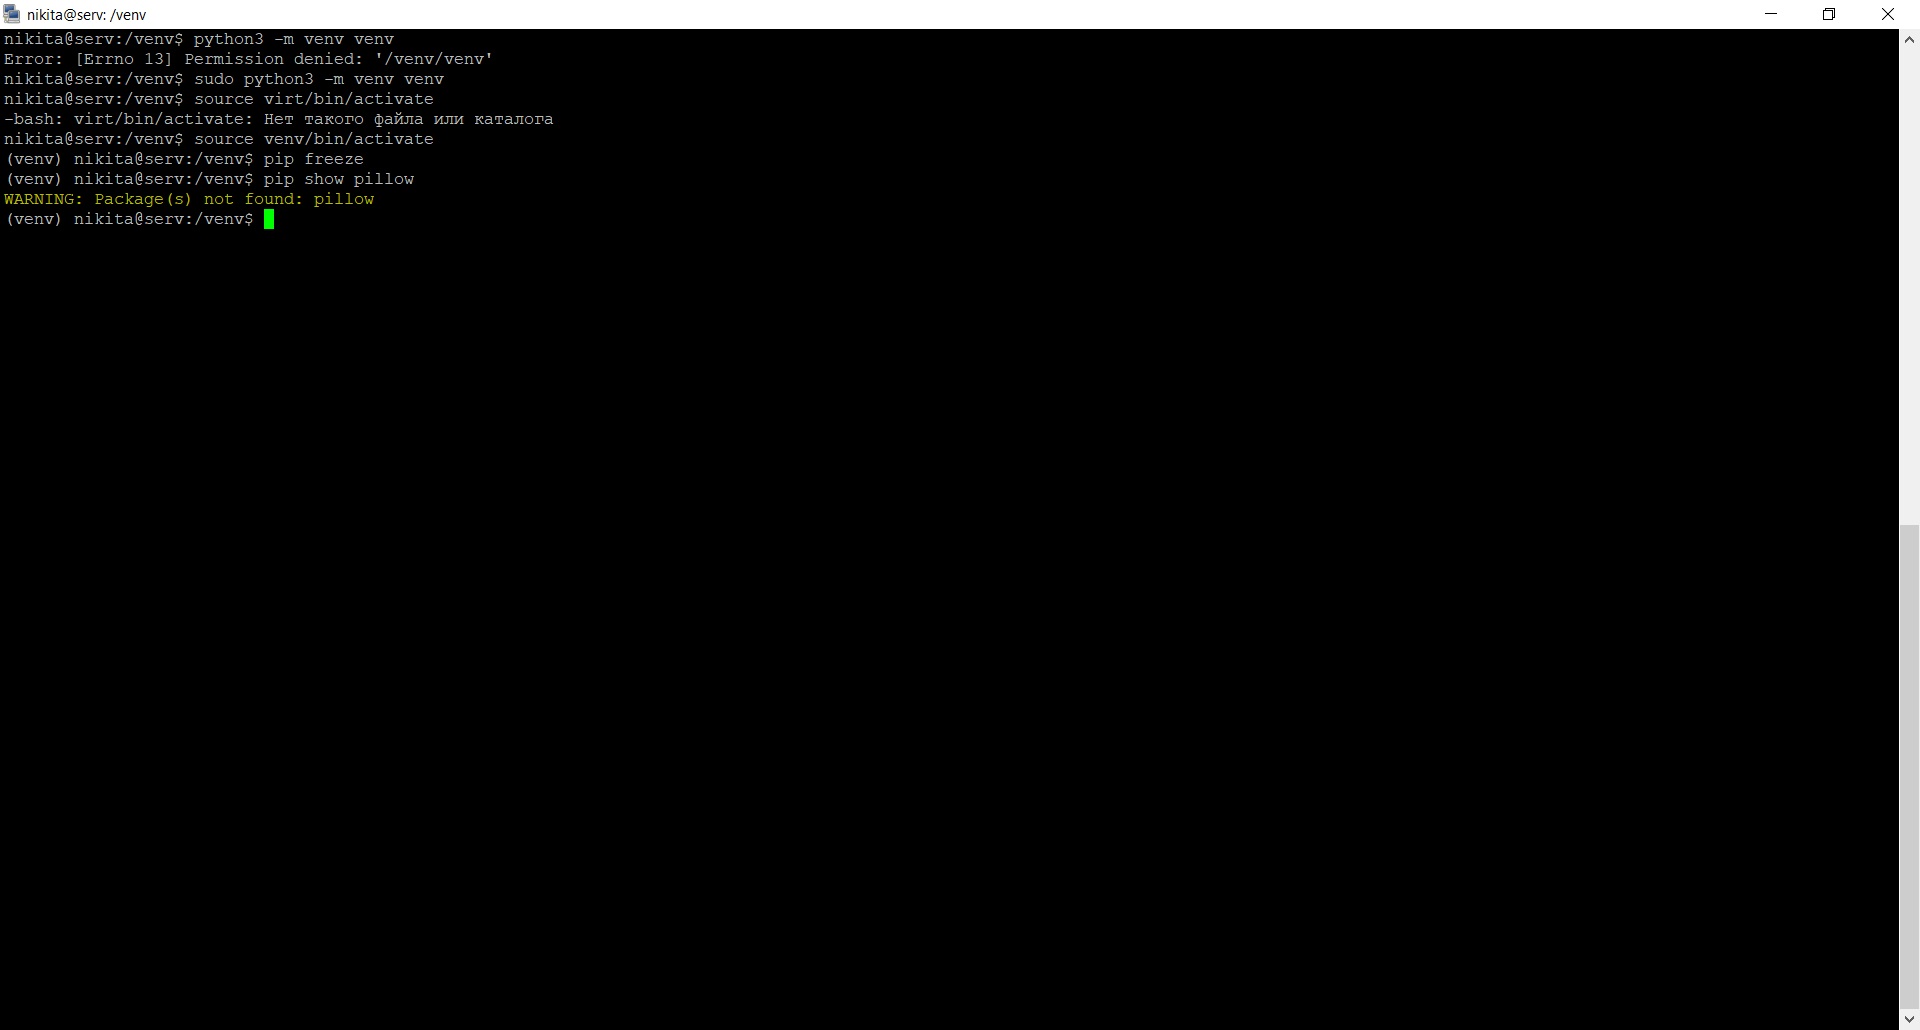 nikita@serv: /venv
nikita@serv:/venv$ python3 -m venv venv
Error: [Errno 13] Permission denied: '/venv/venv'
nikita@serv:/venv$ sudo python3 -m venv venv
nikita@serv:/venv$ source virt/bin/activate
-bash: virt/bin/activate: Нет такого файла или каталога
nikita@serv:/venv$ source venv/bin/activate
(venv) nikita@serv:/venv$ pip freeze
(venv) nikita@serv:/venv$ pip show pillow
WARNING: Package(s) not found: pillow
(venv) nikita@serv:/venv$